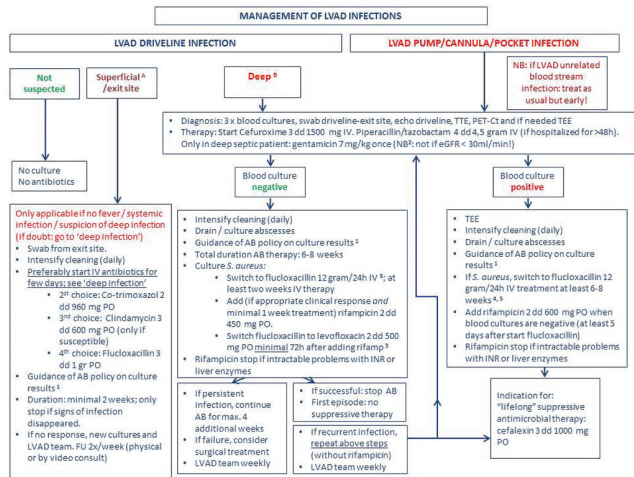 MANAGEMENT OF LVAD INFECTIONS
LVAD DRIVELINE INFECTION
LVAD PUMP/CANNULA/POCKET INFECTION
Not
suspected
Superficial A
/exit site
Deep B
NB: if LVAD unrelated
blood stream
infection: treat as
usual but early!
• Diagnosis: 3 x blood cultures, swab driveline-exit site, echo driveline, TTE, PET-Ct and if needed TEE
• Therapy: Start Cefuroxime 3 dd 1500 mg IV. Piperacillin/tazobactam 4 dd 4,5 gram IV (if hospitalized for >48h).
Only in deep septic patient: gentamicin 7 mg/kg once (NB²: not if eGFR < 30ml/min!)
No culture
No antibiotics
Blood culture
negative
Blood culture
positive
Only applicable if no fever / systemic
infection / suspicion of deep infection
(if doubt: go to 'deep infection')
• Swab from exit site.
• Intensify cleaning (daily)
• Preferably start IV antibiotics for
few days; see 'deep infection'
• 2st choice: Co-trimoxazol 2
dd 960 mg PO
• 3nd choice: Clindamycin 3
dd 600 mg PO (only if
susceptible)
• 4th choice: Flucloxacillin 3
dd 1 gr PO
• Guidance of AB policy on culture
results 1
• Duration: minimal 2 weeks; only
stop if signs of infection
disappeared.
• If no response, new cultures and
LVAD team. FU 2x/week (physical
or by video consult)
• Intensify cleaning (daily)
• Drain / culture abscesses
• Guidance of AB policy on culture results 1
• Total duration AB therapy: 6-8 weeks
• Culture S. aureus:
• Switch to flucloxacillin 12 gram/24h IV 5; at
least two weeks IV therapy
• Add (if appropriate clinical response and
minimal 1 week treatment) rifampicin 2 dd
450 mg PO.
• Switch flucloxacillin to levofloxacin 2 dd 500
mg PO minimal 72h after adding rifamp 3
• Rifampicin stop if intractable problems with INR or
liver enzymes
• TEE
• Intensify cleaning (daily)
• Drain / culture abscesses
• Guidance of AB policy on culture
results 1
• If S. aureus, switch to flucloxacillin 12
gram/24h IV treatment at least 6-8
weeks 4, 5
• Add rifampicin 2 dd 600 mg PO when
blood cultures are negative (at least 5
days after start flucloxacillin)
• Rifampicin stop if intractable problems
with INR or liver enzymes
• If persistent
infection, continue
AB for max. 4
additional weeks
• If failure, consider
surgical treatment
• LVAD team weekly
• If successful: stop AB
• First episode: no
suppressive therapy
• If recurrent infection,
repeat above steps
(without rifampicin)
• LVAD team weekly
Indication for:
"lifelong" suppressive
antimicrobial therapy:
cefalexin 3 dd 1000 mg
PO